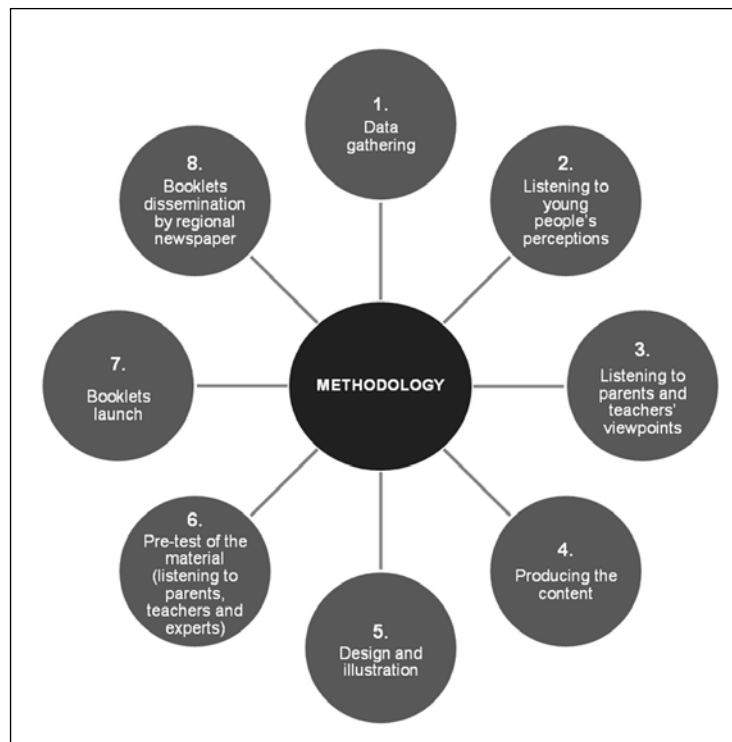 1.
Data
gathering
2.
Listening to
young
people's
perceptions
3.
Listening to
parents and
teachers'
viewpoints
4.
Producing the
content
5.
Design and
illustration
6.
Pre-test of the
material
(listening to
parents,
teachers and
experts)
7.
Booklets
launch
8.
Booklets
dissemination
by regional
newspaper
METHODOLOGY